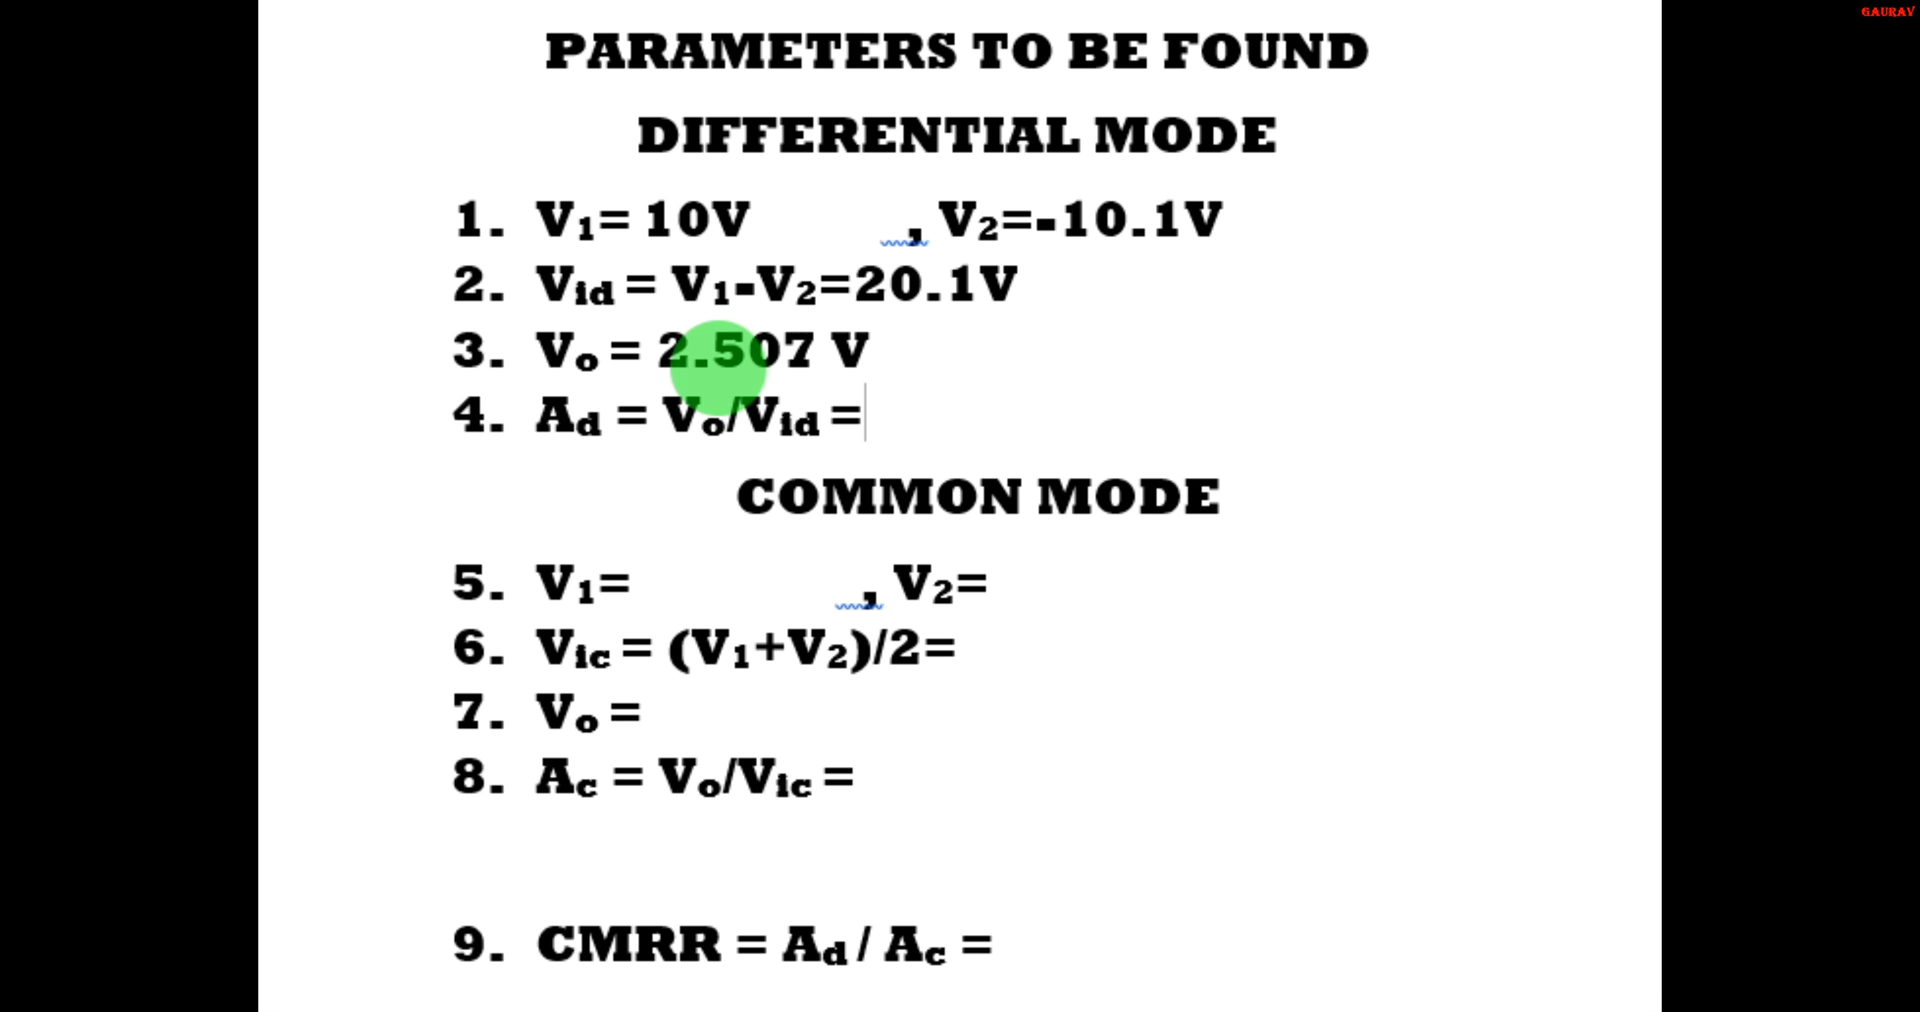 GAURAV
PARAMETERS TO BE FOUND
DIFFERENTIAL MODE
1. V₁= 10V , V₂=-10.1V
2. Vid = V₁-V₂=20.1V
3. Vo = 2.507 V
4. Ad = Vo/Vid =
COMMON MODE
5. V₁= , V₂=
6. Vic = (V₁+V₂)/2=
7. Vo =
8. Ac = Vo/Vic =
9. CMRR = Ad / Ac =